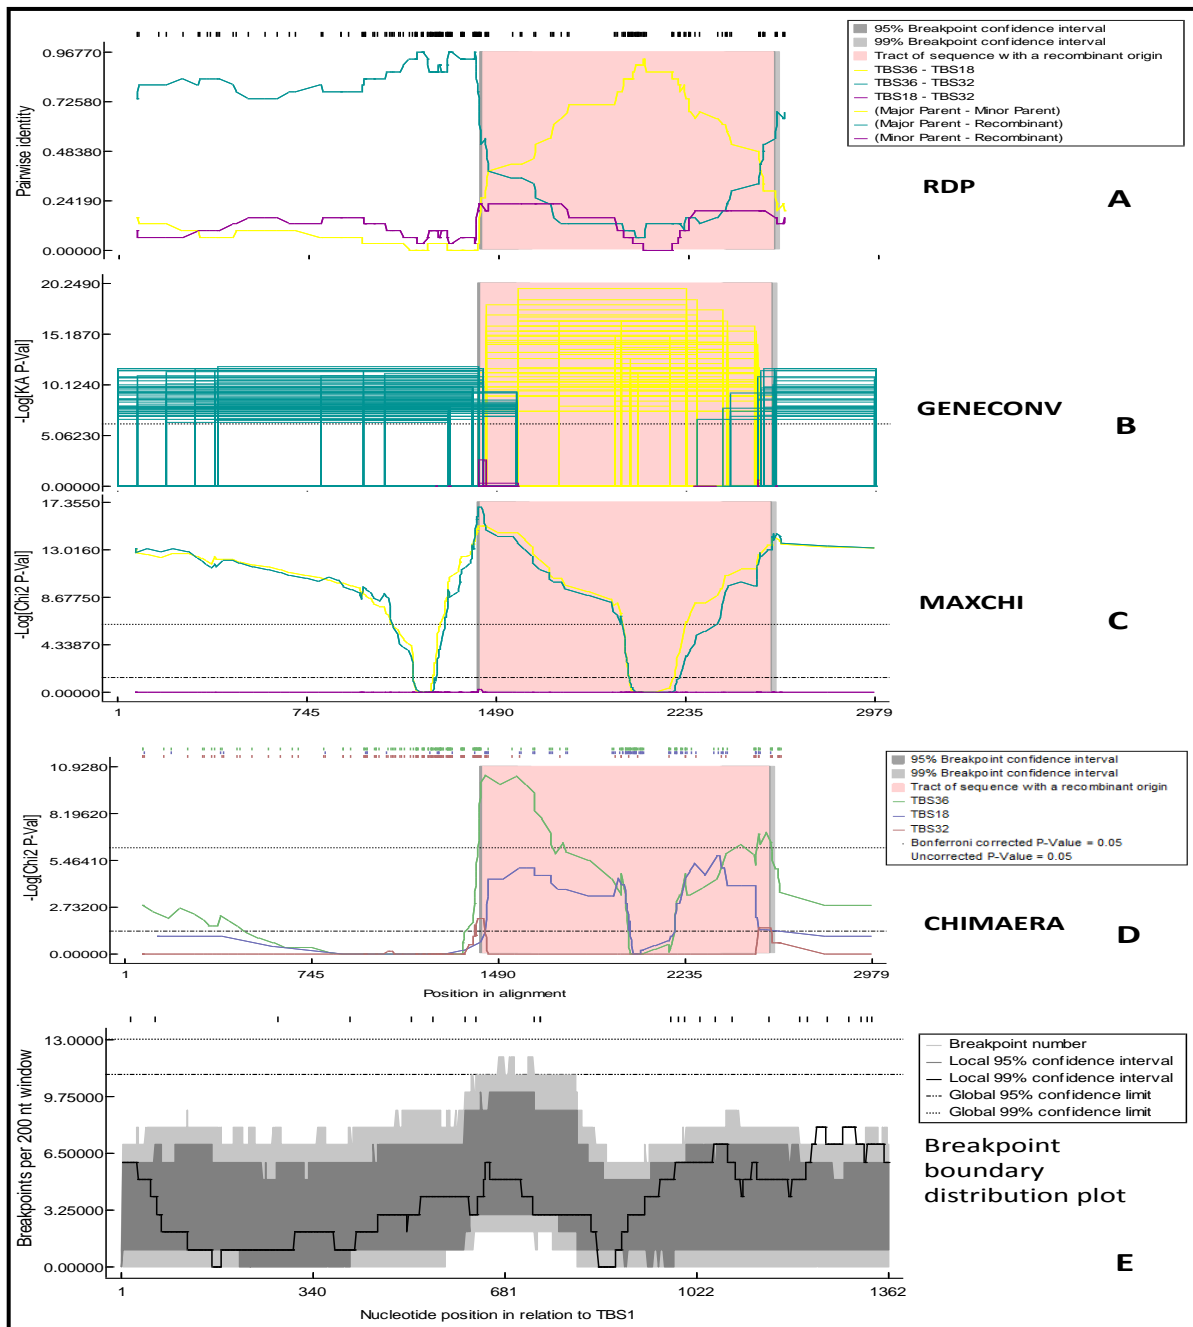 0.96770
0.72580
0.48380
0.24190
0.00000
Pairwise identity
1
745
1490
2235
2979
95% Breakpoint confidence interval
99% Breakpoint confidence interval
Tract of sequence with a recombinant origin
TBS36 - TBS18
TBS36 - TBS32
TBS18 - TBS32
(Major Parent - Minor Parent)
(Major Parent - Recombinant)
(Minor Parent - Recombinant)
RDP
A
20.2490
15.1870
10.1240
5.06230
0.00000
-Log[KA P-Val]
GENECONV
B
17.3550
13.0160
8.67750
4.33870
0.00000
-Log[Chi2 P-Val]
1
745
1490
2235
2979
MAXCHI
C
10.9280
8.19620
5.46410
2.73200
0.00000
-Log[Chi2 P-Val]
1
745
1490
2235
2979
Position in alignment
95% Breakpoint confidence interval
99% Breakpoint confidence interval
Tract of sequence with a recombinant origin
TBS36
TBS18
TBS32
Bonferroni corrected P-Value = 0.05
Uncorrected P-Value = 0.05
CHIMAERA
D
13.0000
9.75000
6.50000
3.25000
0.00000
Breakpoints per 200 nt window
1
340
681
1022
1362
Nucleotide position in relation to TBS1
Breakpoint number
Local 95% confidence interval
Local 99% confidence interval
Global 95% confidence limit
Global 99% confidence limit
Breakpoint
boundary
distribution plot
E